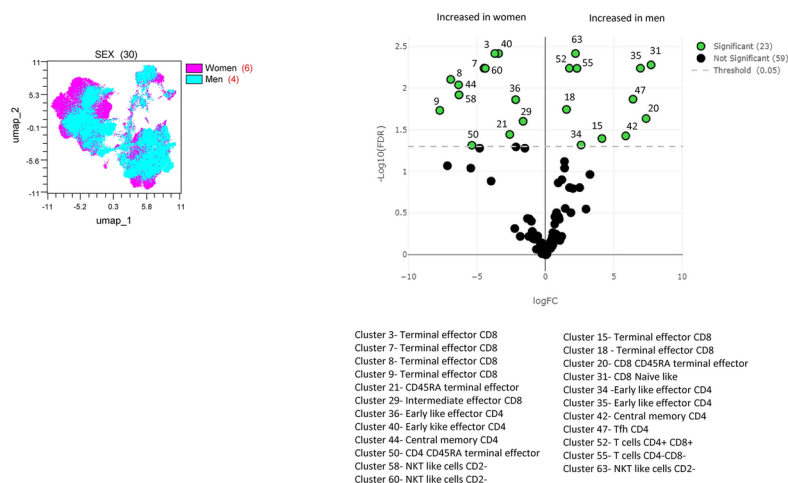 SEX (30)
Women (6)
Men (4)
umap_2
11
5.3
-0.1
-5.6
-11
-11
-5.2
0.3
5.8
11
umap_1
Increased in women
Increased in men
-Log10(FDR)
2.5
2
1.5
1
0.5
0
−10
−5
0
5
10
logFC
3
40
7
60
8
44
58
9
36
29
21
50
63
52
55
35
31
18
47
20
34
15
42
Significant (23)
Not Significant (59)
Threshold (0.05)
Cluster 3- Terminal effector CD8
Cluster 7- Terminal effector CD8
Cluster 8- Terminal effector CD8
Cluster 9- Terminal effector CD8
Cluster 21- CD45RA terminal effector
Cluster 29- Intermediate effector CD8
Cluster 36- Early like effector CD4
Cluster 40- Early kike effector CD4
Cluster 44- Central memory CD4
Cluster 50- CD4 CD45RA terminal effector
Cluster 58- NKT like cells CD2-
Cluster 60- NKT like cells CD2-
Cluster 15- Terminal effector CD8
Cluster 18 - Terminal effector CD8
Cluster 20- CD8 CD45RA terminal effector
Cluster 31- CD8 Naive like
Cluster 34 -Early like effector CD4
Cluster 35- Early like effector CD4
Cluster 42- Central memory CD4
Cluster 47- Tfh CD4
Cluster 52- T cells CD4+ CD8+
Cluster 55- T cells CD4-CD8-
Cluster 63- NKT like cells CD2-